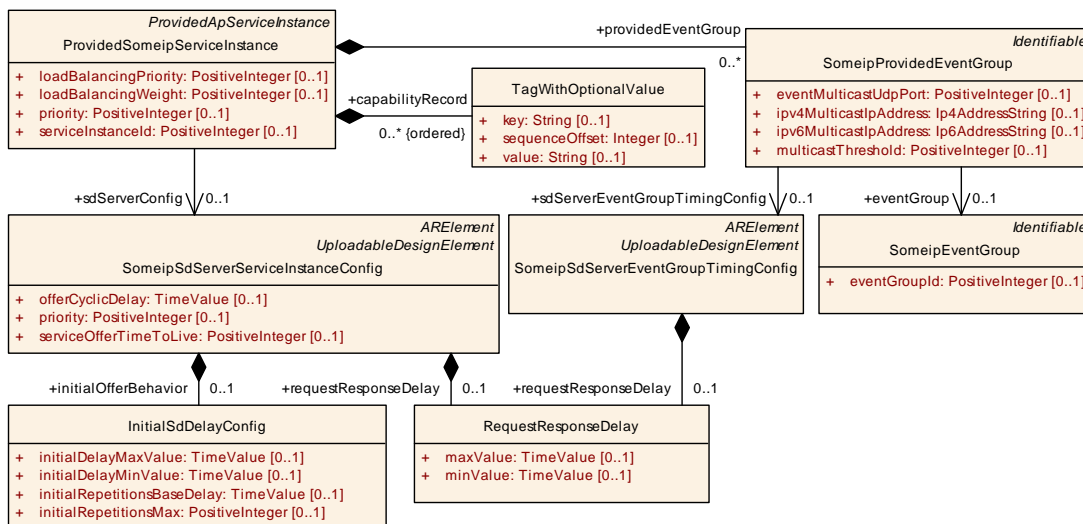 ProvidedApServiceInstance
ProvidedSomeipServiceInstance
+ loadBalancingPriority: PositiveInteger [0..1]
+ loadBalancingWeight: PositiveInteger [0..1]
+ priority: PositiveInteger [0..1]
+ serviceInstanceId: PositiveInteger [0..1]
+providedEventGroup
0..*
Identifiable
SomeipProvidedEventGroup
+ eventMulticastUdpPort: PositiveInteger [0..1]
+ ipv4MulticastIpAddress: Ip4AddressString [0..1]
+ ipv6MulticastIpAddress: Ip6AddressString [0..1]
+ multicastThreshold: PositiveInteger [0..1]
+capabilityRecord
0..* {ordered}
TagWithOptionalValue
+ key: String [0..1]
+ sequenceOffset: Integer [0..1]
+ value: String [0..1]
+sdServerConfig
0..1
+sdServerEventGroupTimingConfig
0..1
+eventGroup
0..1
ARElement
UploadableDesignElement
SomeipSdServerServiceInstanceConfig
+ offerCyclicDelay: TimeValue [0..1]
+ priority: PositiveInteger [0..1]
+ serviceOfferTimeToLive: PositiveInteger [0..1]
ARElement
UploadableDesignElement
SomeipSdServerEventGroupTimingConfig
Identifiable
SomeipEventGroup
+ eventGroupId: PositiveInteger [0..1]
+initialOfferBehavior
0..1
+requestResponseDelay
0..1
+requestResponseDelay
0..1
InitialSdDelayConfig
+ initialDelayMaxValue: TimeValue [0..1]
+ initialDelayMinValue: TimeValue [0..1]
+ initialRepetitionsBaseDelay: TimeValue [0..1]
+ initialRepetitionsMax: PositiveInteger [0..1]
RequestResponseDelay
+ maxValue: TimeValue [0..1]
+ minValue: TimeValue [0..1]